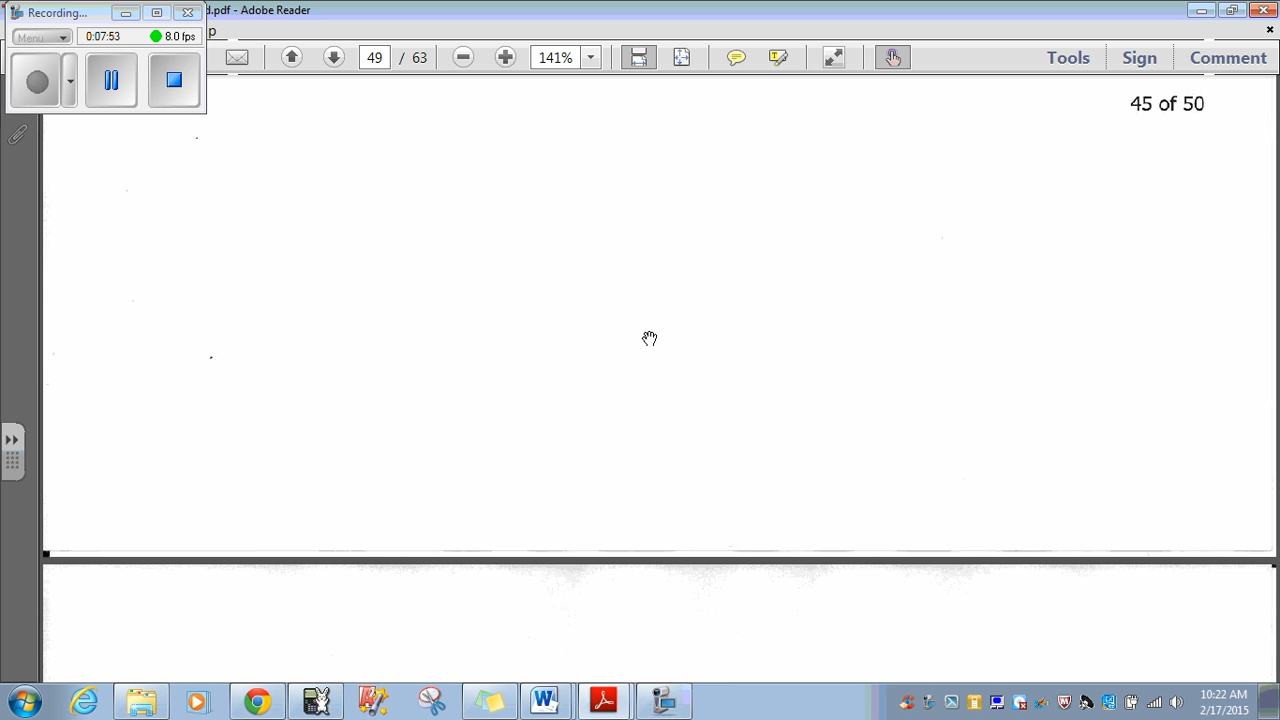 Recording...
d.pdf - Adobe Reader
Menu
0:07:53
8.0 fps
p
49 / 63
141%
Tools
Sign
Comment
45 of 50
10:22 AM
2/17/2015